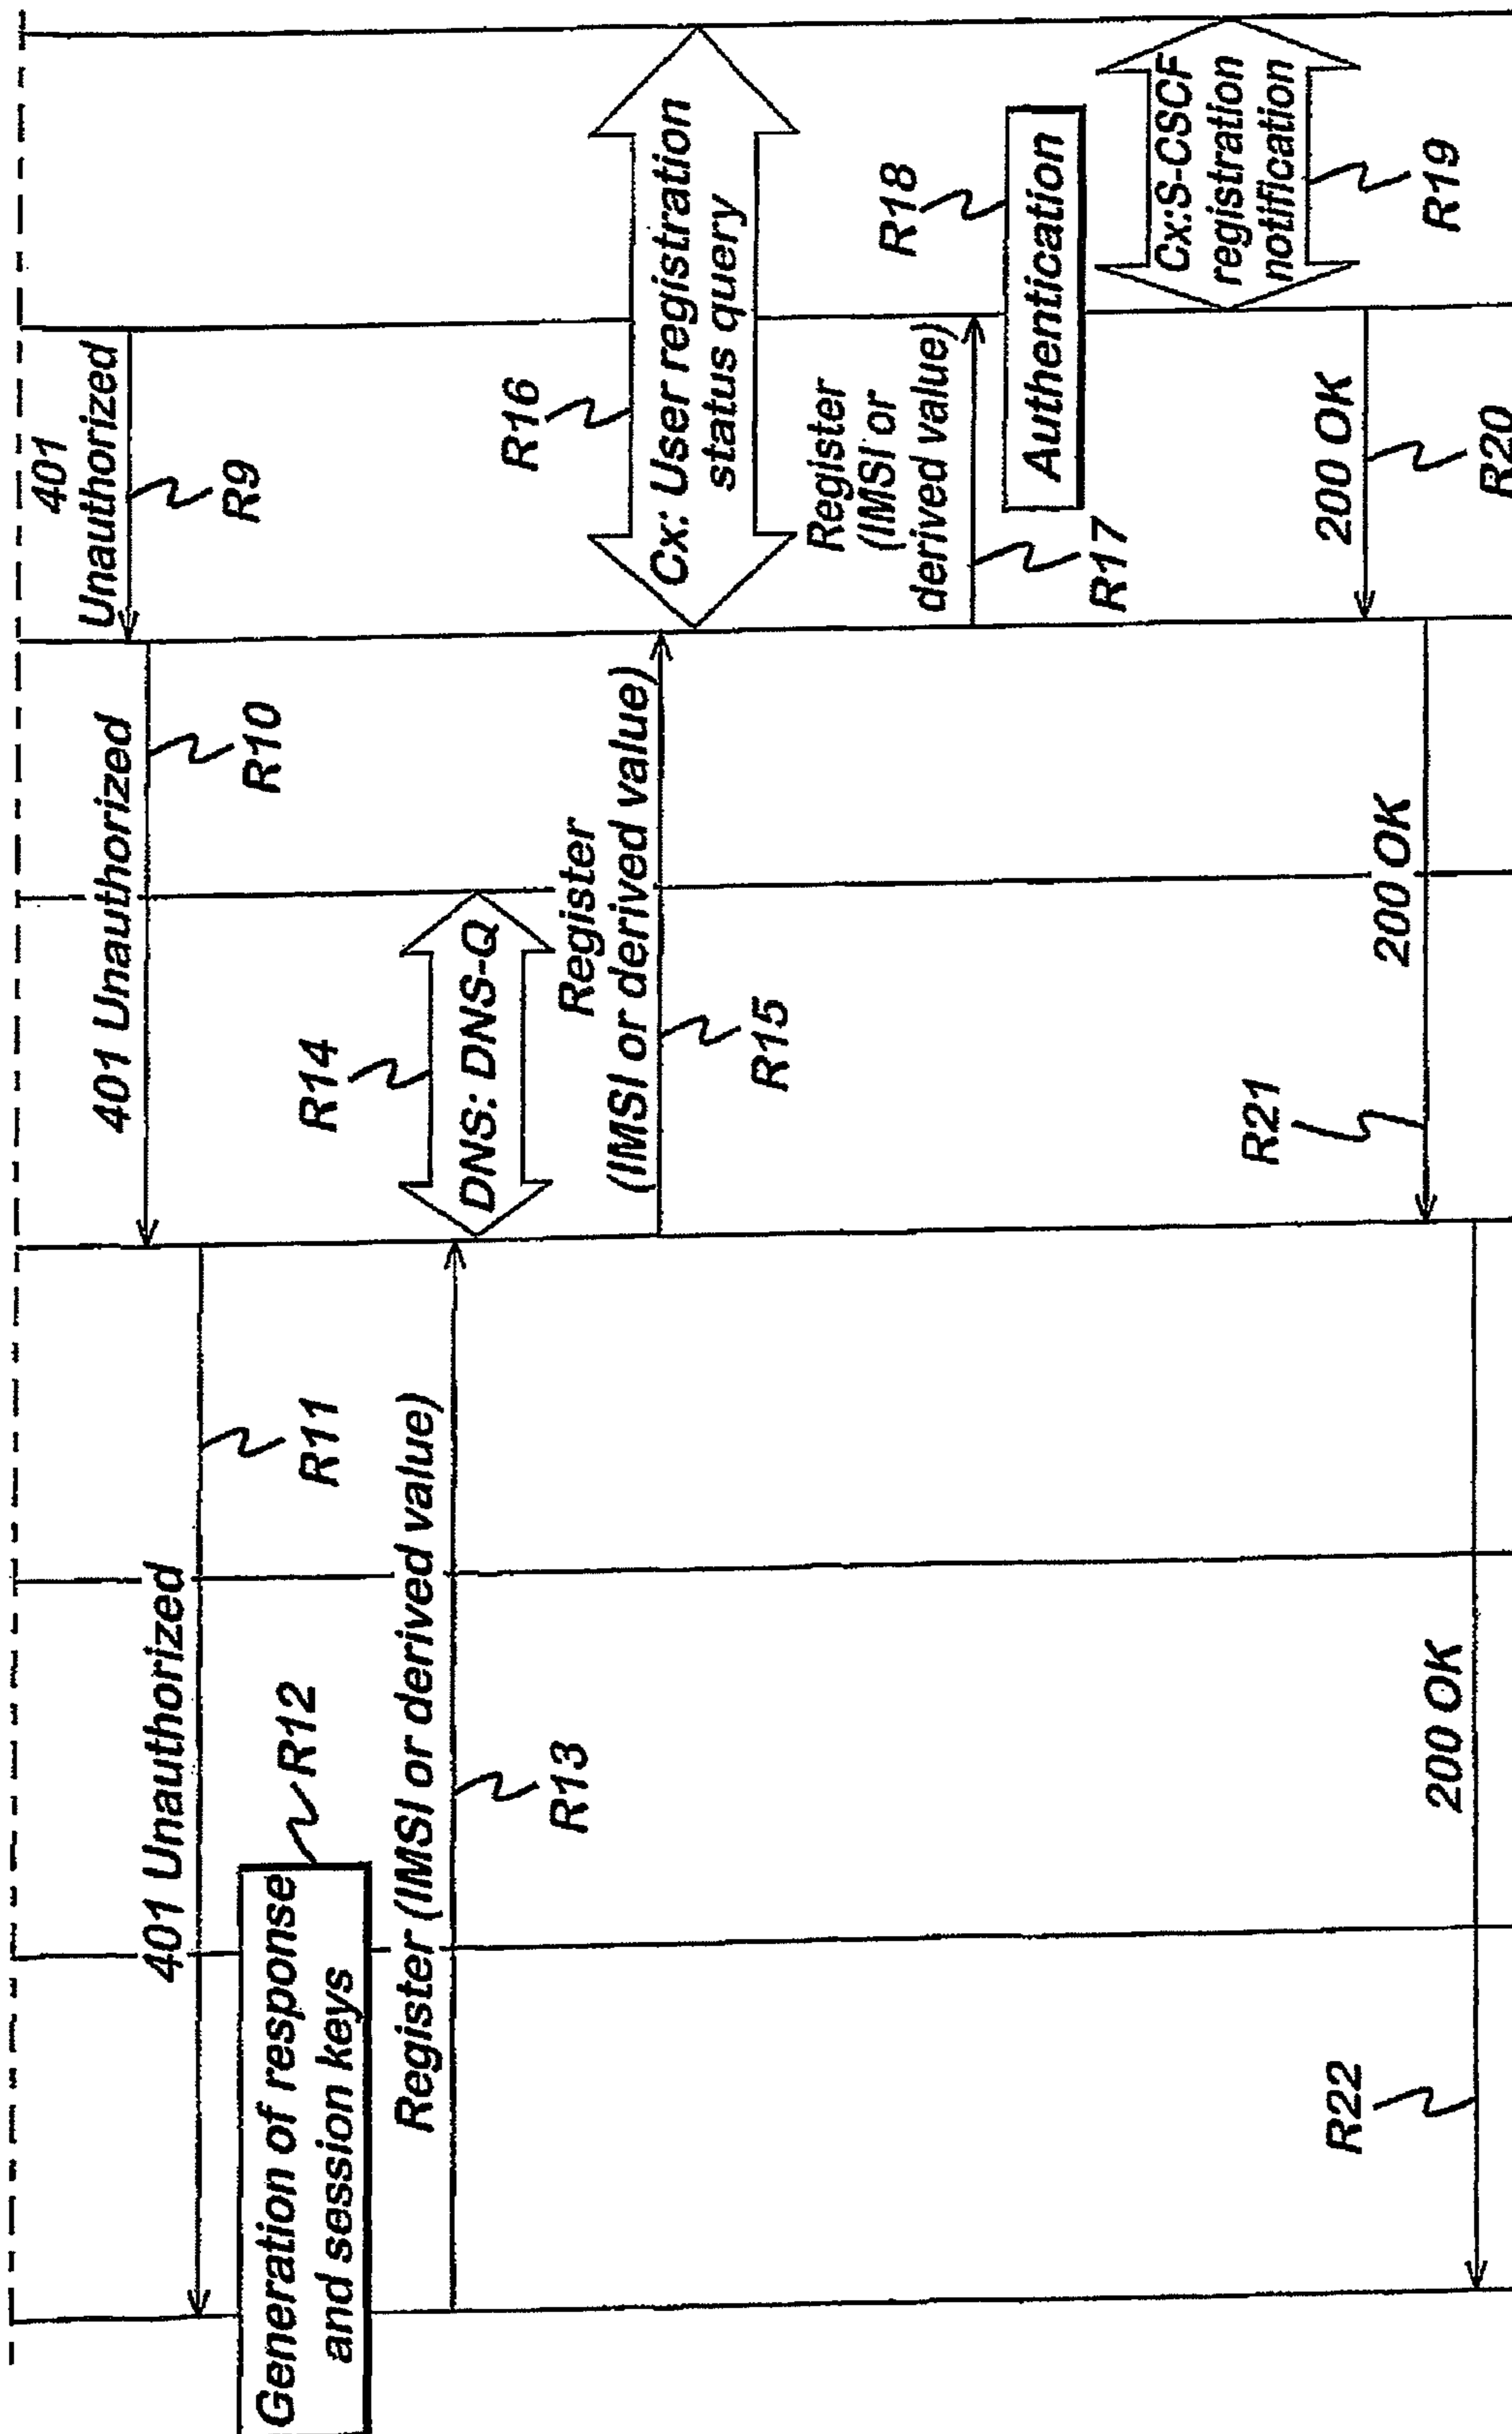 401
Unauthorized
R9
401 Unauthorized
R10
401 Unauthorized
R11
Generation of response
and session keys
R12
Register (IMSI or derived value)
R13
R14
DNS: DNS-Q
Register
(IMSI or derived value)
R15
R16
Cx: User registration
status query
Register
(IMSI or
derived value)
R17
R18
Authentication
Cx:S-CSCF
registration
notification
R19
200 OK
R20
200 OK
R21
200 OK
R22